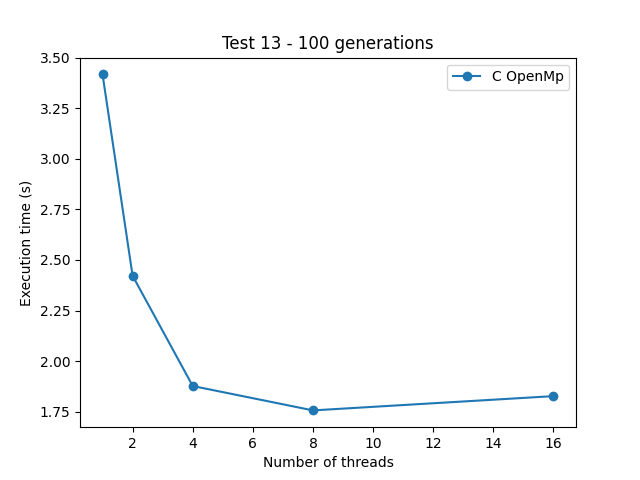 Test 13 - 100 generations
C OpenMp
3.50
3.25
3.00
2.75
2.50
2.25
2.00
1.75
Execution time (s)
2 4 6 8 10 12 14 16
Number of threads